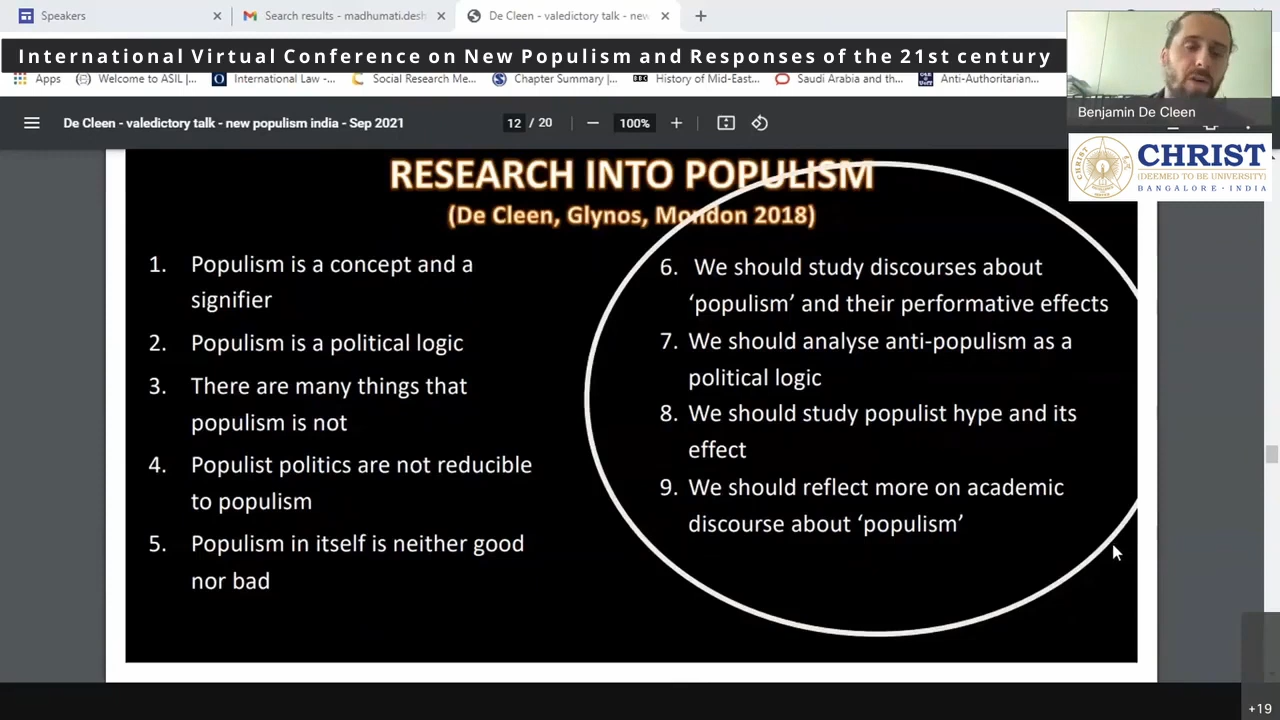 Speakers
Search results - madhumati.desh
De Cleen - valedictory talk - new
International Virtual Conference on New Populism and Responses of the 21st century
Apps
Welcome to ASIL |...
International Law -...
Social Research Me...
Chapter Summary |...
History of Mid-East...
Saudi Arabia and th...
Anti-Authoritarian...
Benjamin De Cleen
De Cleen - valedictory talk - new populism india - Sep 2021
12 / 20
100%
CHRIST
(DEEMED TO BE UNIVERSITY)
BANGALORE · INDIA
RESEARCH INTO POPULISM
(De Cleen, Glynos, Mondon 2018)
1. Populism is a concept and a
signifier
2. Populism is a political logic
3. There are many things that
populism is not
4. Populist politics are not reducible
to populism
5. Populism in itself is neither good
nor bad
6. We should study discourses about
‘populism’ and their performative effects
7. We should analyse anti-populism as a
political logic
8. We should study populist hype and its
effect
9. We should reflect more on academic
discourse about ‘populism’
+19